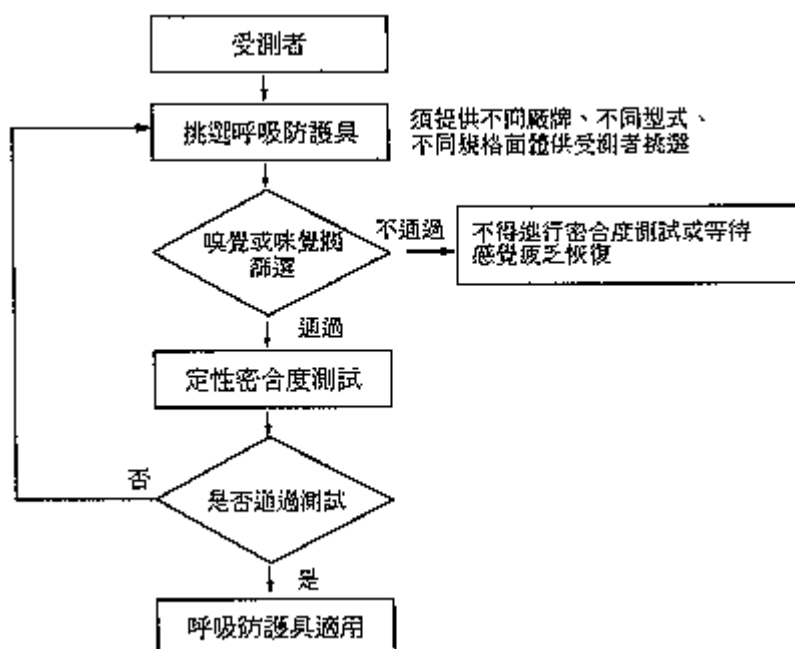 受測者
挑選呼吸防護具
須提供不同廠牌、不同型式、
不同規格面體供受測者挑選
嗅覺或味覺閾
篩選
不通過
不得進行密合度測試或等待
感覺疲乏恢復
通過
定性密合度測試
否
是否通過測試
是
呼吸防護具適用